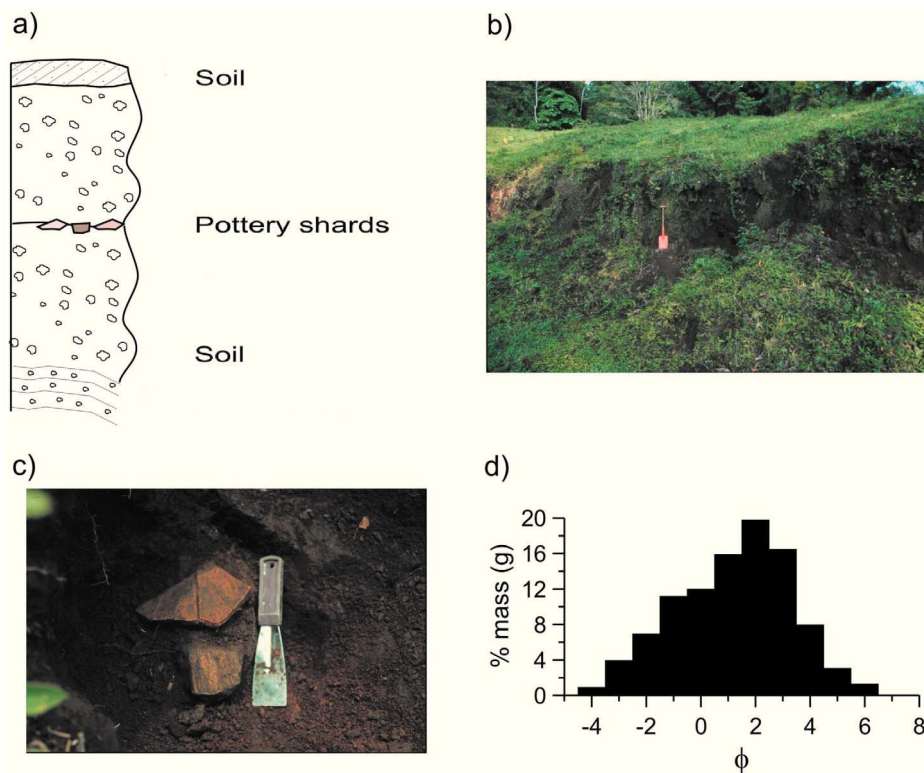 a)
Soil
Pottery shards
Soil
b)
c)
d)
% mass (g)
20
16
12
8
4
0
-4 -2 0 2 4 6 8
ϕ